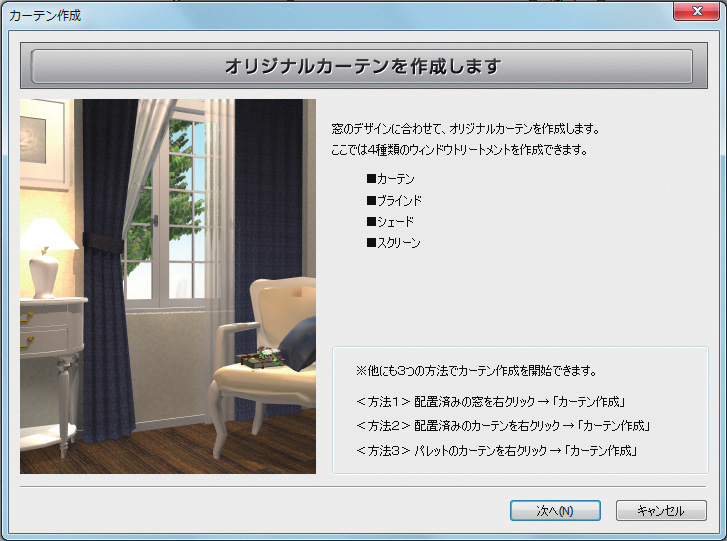 カーテン作成
オリジナルカーテンを作成します
窓のデザインに合わせて、オリジナルカーテンを作成します。
ここでは4種類のウィンドウトリートメントを作成できます。
■カーテン
■ブラインド
■シェード
■スクリーン
※他にも3つの方法でカーテン作成を開始できます。
＜方法1＞ 配置済みの窓を右クリック → 「カーテン作成」
＜方法2＞ 配置済みのカーテンを右クリック → 「カーテン作成」
＜方法3＞ パレットのカーテンを右クリック → 「カーテン作成」
次へ(N)
キャンセル